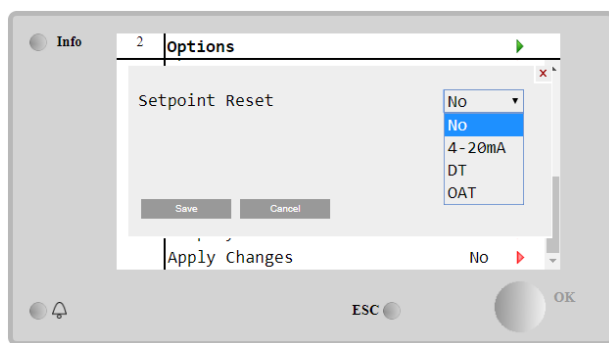 Info
2 Options
x
Setpoint Reset No
No
4-20mA
DT
OAT
Save Cancel
Apply Changes No
ESC
OK